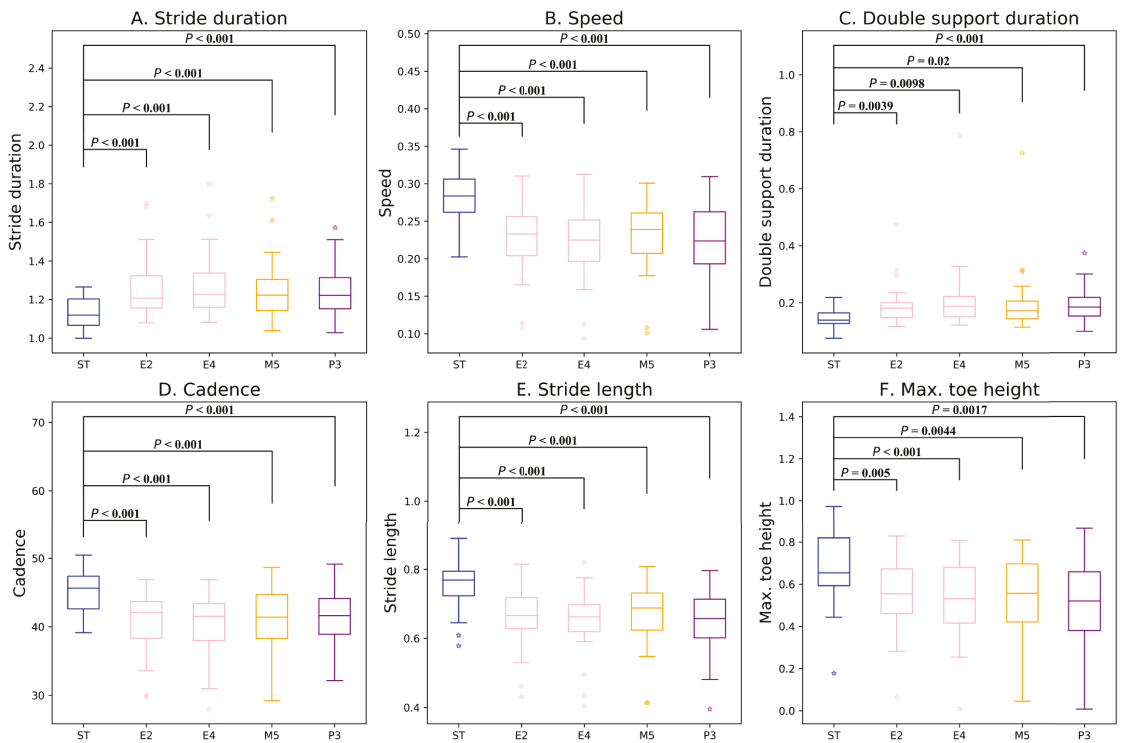 A. Stride duration
P < 0.001
P < 0.001
P < 0.001
P < 0.001
Stride duration
2.4
2.2
2.0
1.8
1.6
1.4
1.2
1.0
ST E2 E4 M5 P3
B. Speed
P < 0.001
P < 0.001
P < 0.001
P < 0.001
Speed
0.50
0.45
0.40
0.35
0.30
0.25
0.20
0.15
0.10
ST E2 E4 M5 P3
C. Double support duration
P < 0.001
P = 0.02
P = 0.0098
P = 0.0039
Double support duration
1.0
0.8
0.6
0.4
0.2
ST E2 E4 M5 P3
D. Cadence
P < 0.001
P < 0.001
P < 0.001
P < 0.001
Cadence
70
60
50
40
30
ST E2 E4 M5 P3
E. Stride length
P < 0.001
P < 0.001
P < 0.001
P < 0.001
Stride length
1.2
1.0
0.8
0.6
0.4
ST E2 E4 M5 P3
F. Max. toe height
P = 0.0017
P = 0.0044
P < 0.001
P = 0.005
Max. toe height
1.4
1.2
1.0
0.8
0.6
0.4
0.2
0.0
ST E2 E4 M5 P3